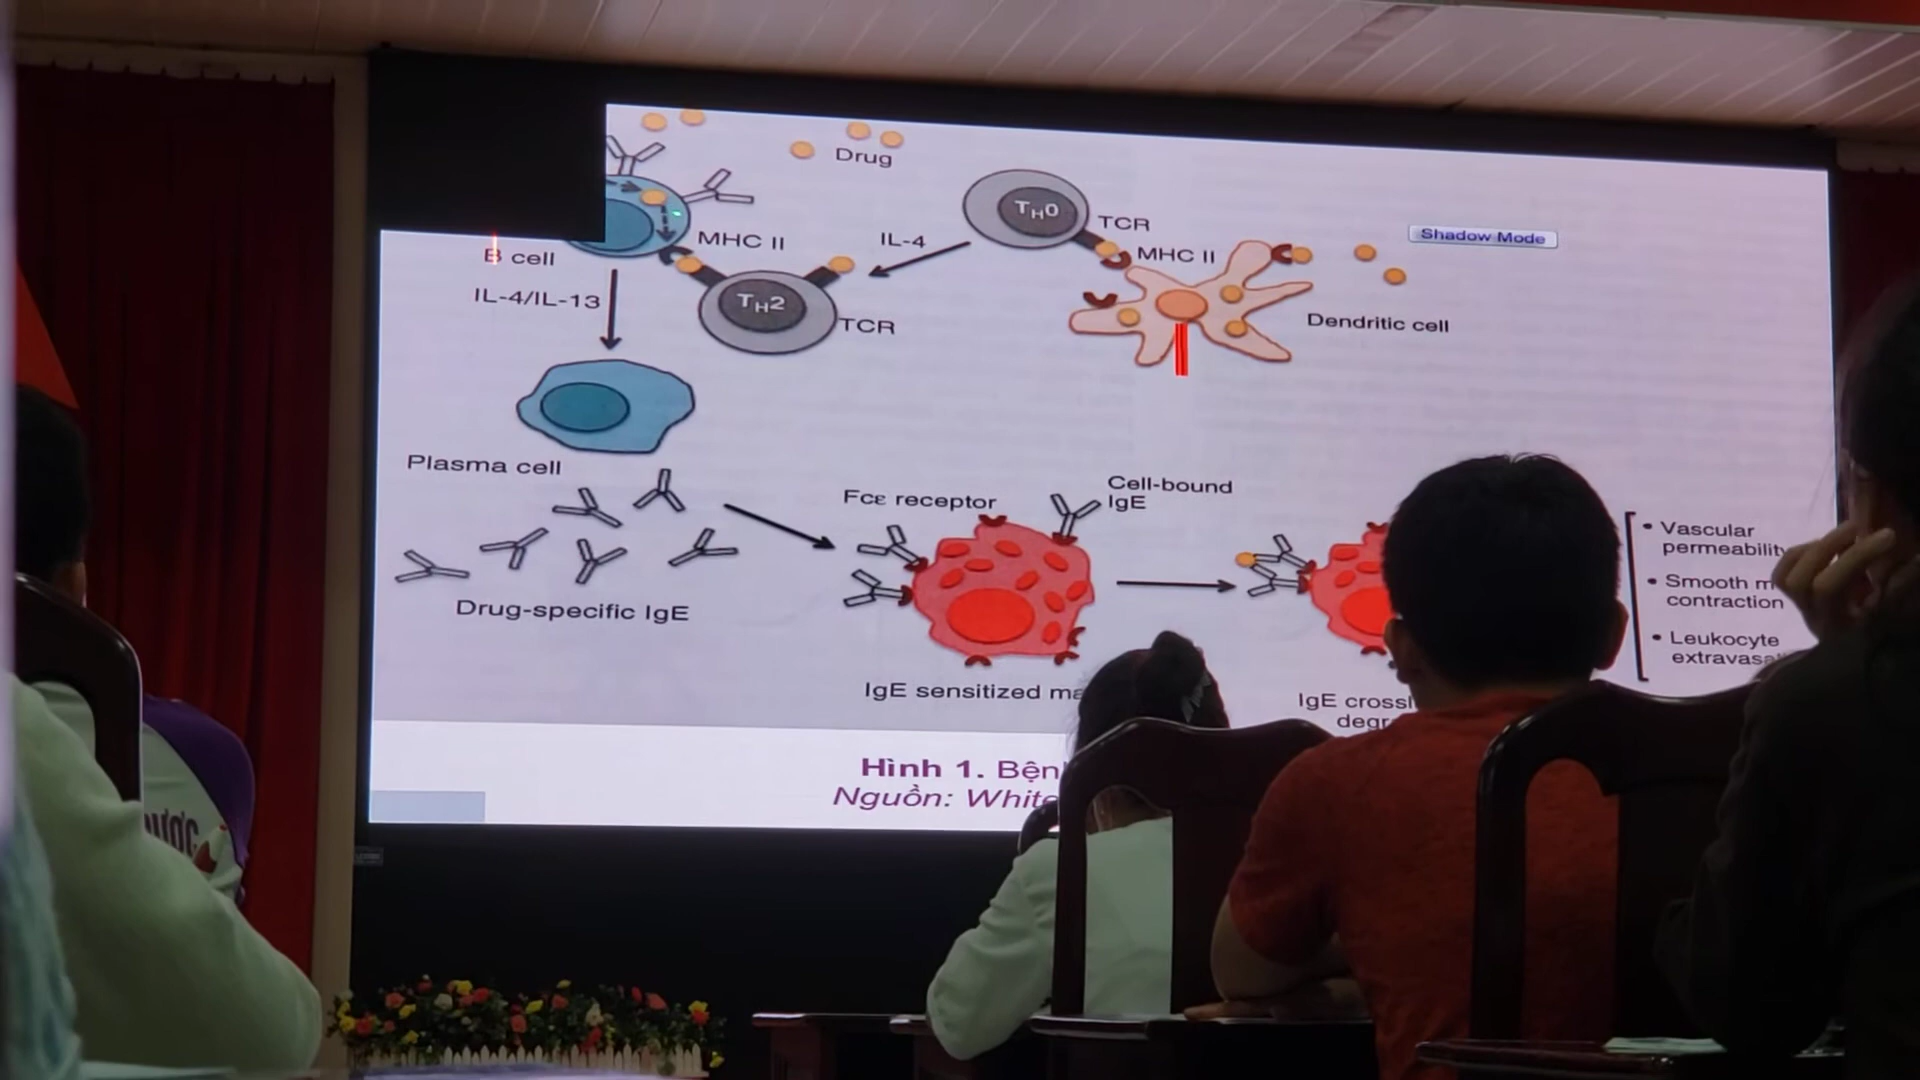 Drug
TH0
TCR
IL-4
MHC II
MHC II
Shadow Mode
B cell
IL-4/IL-13
TH2
TCR
Dendritic cell
Plasma cell
Fcε receptor
Cell-bound
IgE
Drug-specific IgE
• Vascular
permeability
• Smooth
contraction
• Leukocyte
IgE sensitized
IgE
Hình 1.
Nguồn: